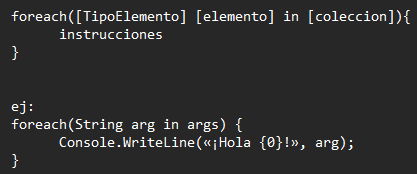 foreach([TipoElemento] [elemento] in [coleccion]){
instrucciones
}
ej:
foreach(String arg in args) {
Console.WriteLine(«¡Hola {0}!», arg);
}